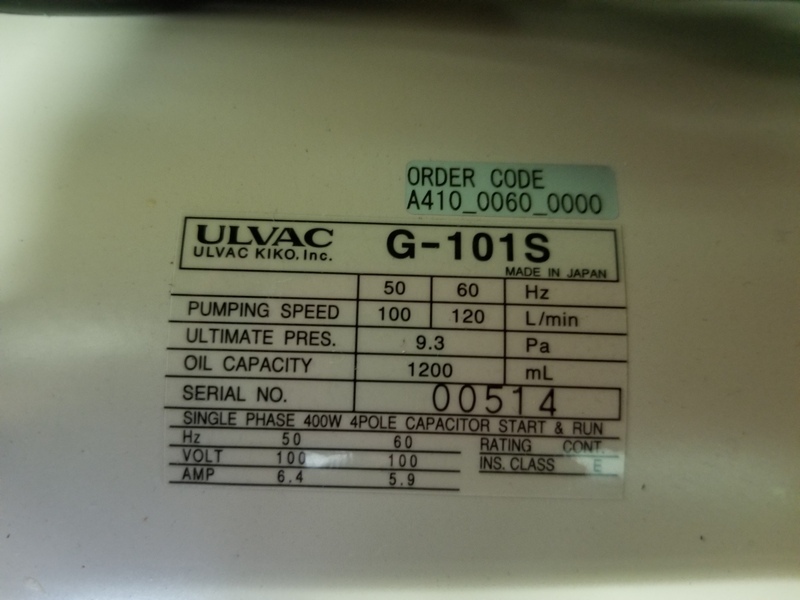 ORDER CODE
A410_0060_0000
ULVAC G-101S
ULVAC KIKO. Inc.
MADE IN JAPAN
50 60 Hz
PUMPING SPEED 100 120 L/min
ULTIMATE PRES. 9.3 Pa
OIL CAPACITY 1200 mL
SERIAL NO. 00514
SINGLE PHASE 400W 4POLE CAPACITOR START & RUN
Hz 50 60 RATING CONT.
VOLT 100 100 INS. CLASS E
AMP 6.4 5.9